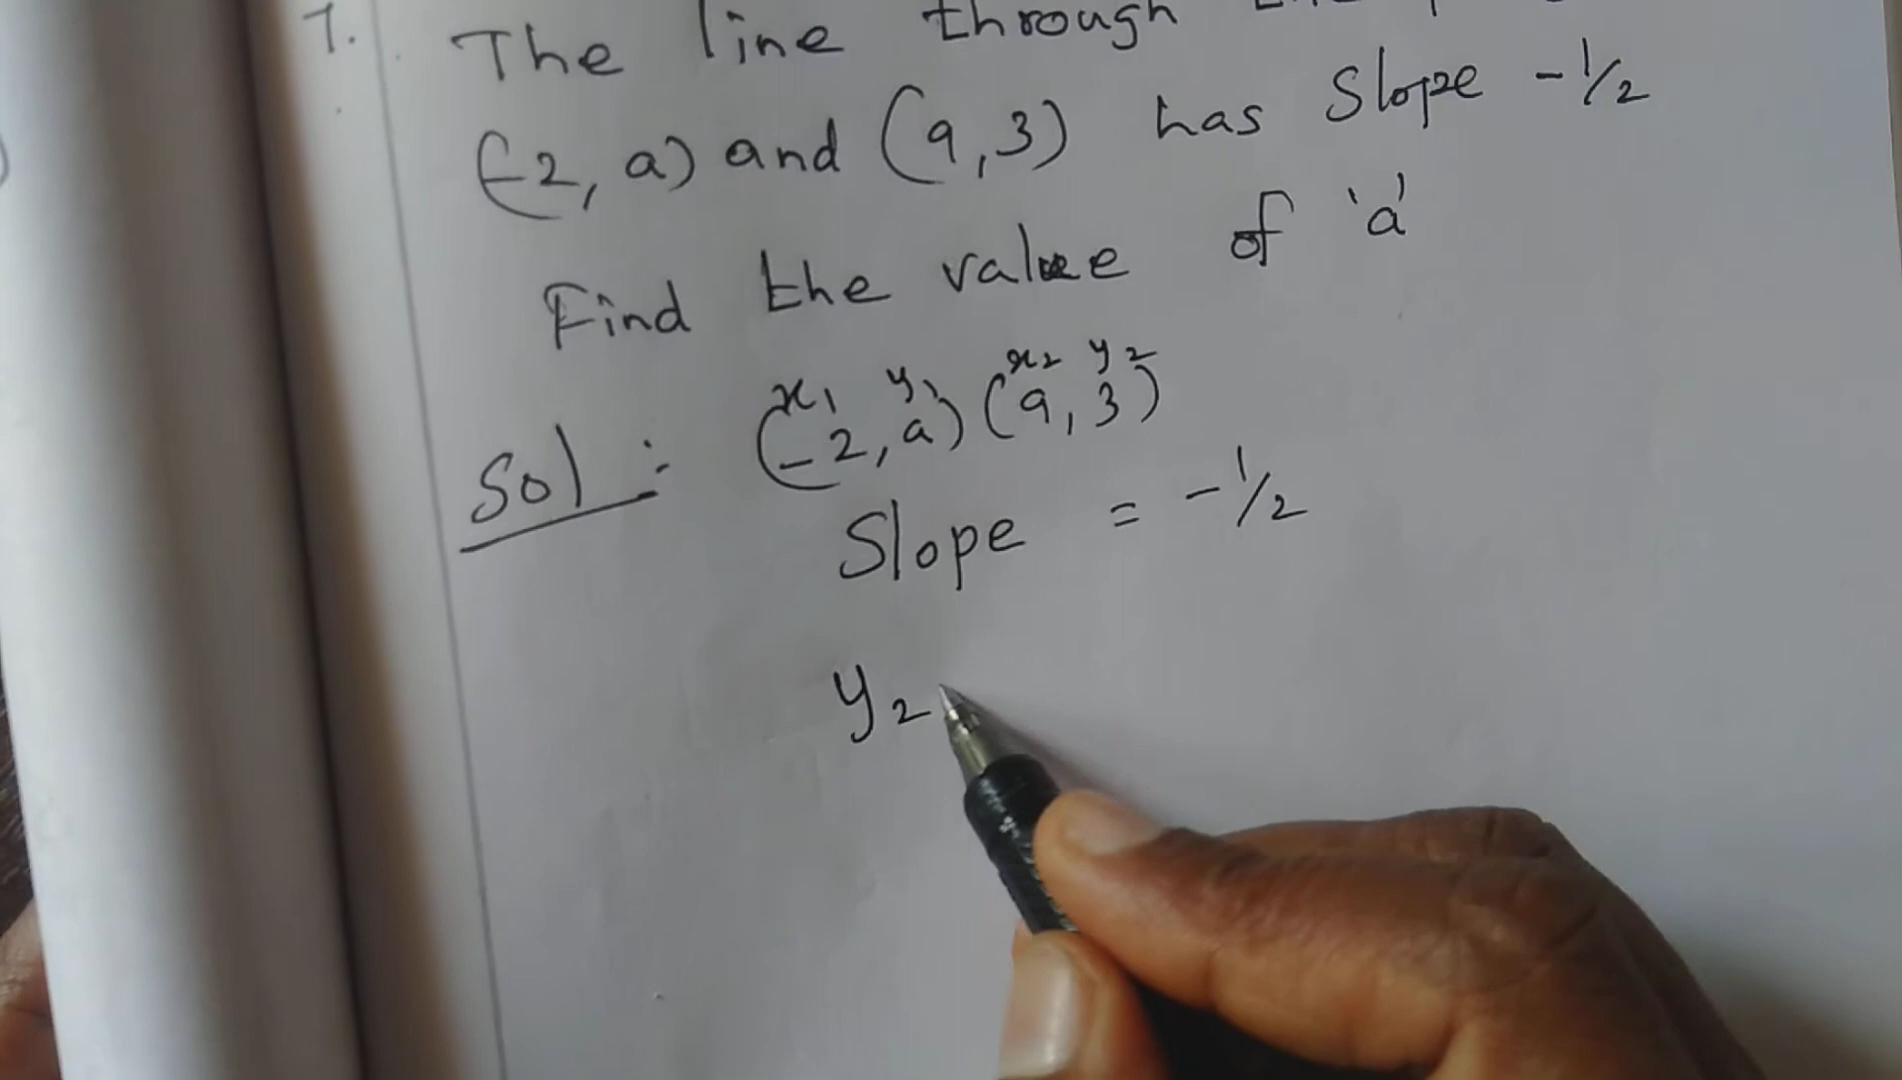 7. The line through
(-2, a) and (9,3) has slope -1/2
Find the value of 'a'
x1 y1 x2 y2
Sol: (-2, a) (9, 3)
Slope = -1/2
y2